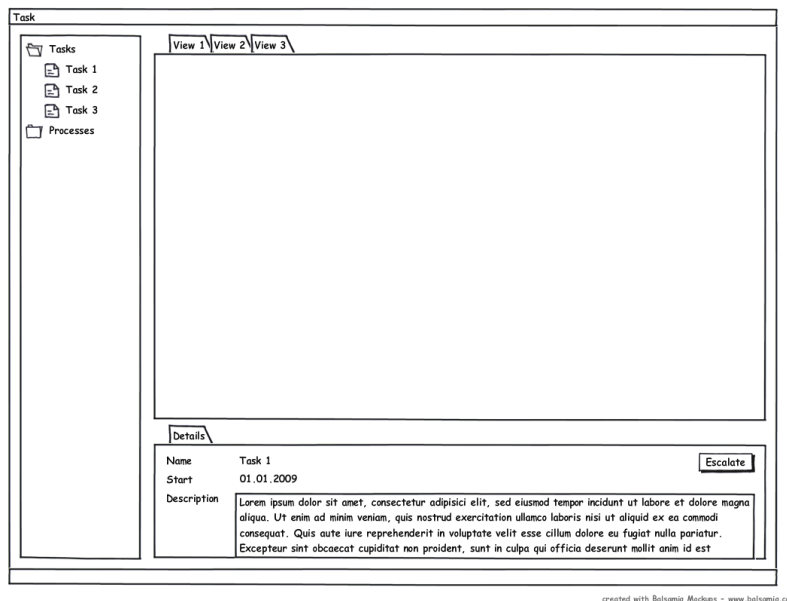 Task
Tasks
Task 1
Task 2
Task 3
Processes
View 1 View 2 View 3
Details
Name Task 1
Escalate
Start 01.01.2009
Description
Lorem ipsum dolor sit amet, consectetur adipisici elit, sed eiusmod tempor incidunt ut labore et dolore magna
aliqua. Ut enim ad minim veniam, quis nostrud exercitation ullamco laboris nisi ut aliquid ex ea commodi
consequat. Quis aute iure reprehenderit in voluptate velit esse cillum dolore eu fugiat nulla pariatur.
Excepteur sint obcaecat cupiditat non proident, sunt in culpa qui officia deserunt mollit anim id est
created with Balsamiq Mockups - www.balsamiq.co